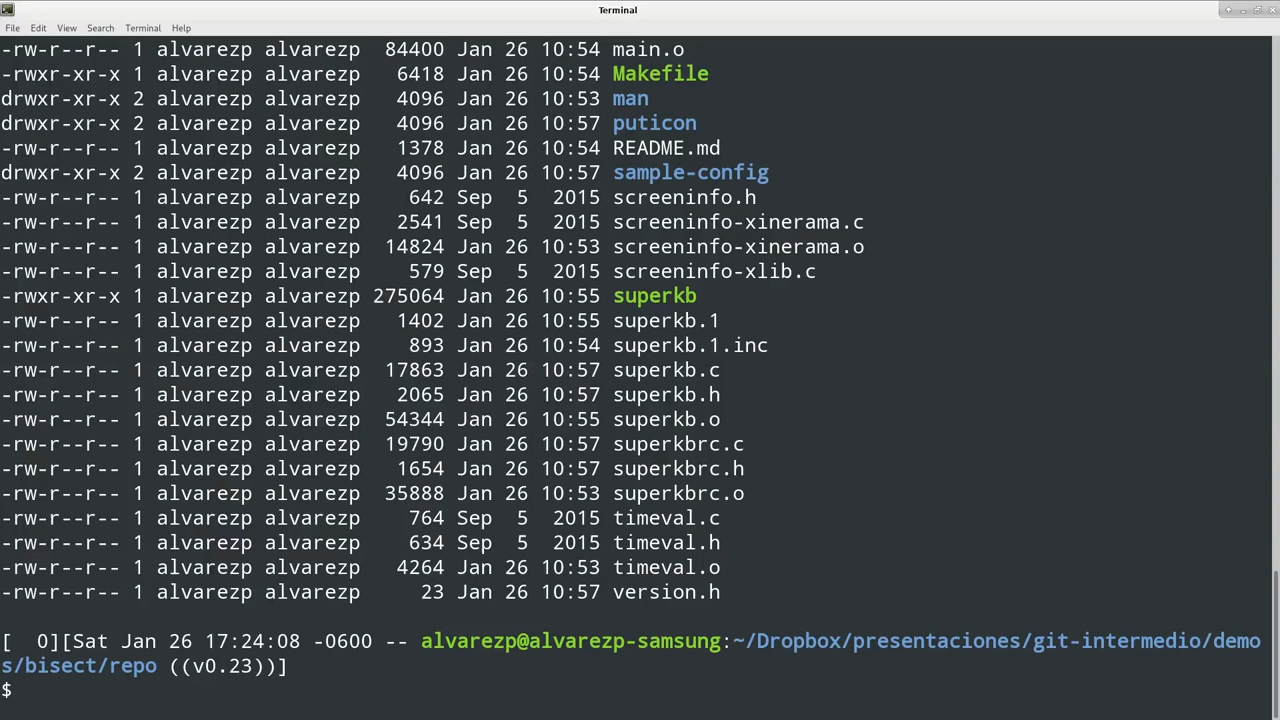 Terminal
File Edit View Search Terminal Help
-rw-r--r-- 1 alvarezp alvarezp  84400 Jan 26 10:54 main.o
-rwxr-xr-x 1 alvarezp alvarezp   6418 Jan 26 10:54 Makefile
drwxr-xr-x 2 alvarezp alvarezp   4096 Jan 26 10:53 man
drwxr-xr-x 2 alvarezp alvarezp   4096 Jan 26 10:57 puticon
-rw-r--r-- 1 alvarezp alvarezp   1378 Jan 26 10:54 README.md
drwxr-xr-x 2 alvarezp alvarezp   4096 Jan 26 10:57 sample-config
-rw-r--r-- 1 alvarezp alvarezp    642 Sep  5  2015 screeninfo.h
-rw-r--r-- 1 alvarezp alvarezp   2541 Sep  5  2015 screeninfo-xinerama.c
-rw-r--r-- 1 alvarezp alvarezp  14824 Jan 26 10:53 screeninfo-xinerama.o
-rw-r--r-- 1 alvarezp alvarezp    579 Sep  5  2015 screeninfo-xlib.c
-rwxr-xr-x 1 alvarezp alvarezp 275064 Jan 26 10:55 superkb
-rw-r--r-- 1 alvarezp alvarezp   1402 Jan 26 10:55 superkb.1
-rw-r--r-- 1 alvarezp alvarezp    893 Jan 26 10:54 superkb.1.inc
-rw-r--r-- 1 alvarezp alvarezp  17863 Jan 26 10:57 superkb.c
-rw-r--r-- 1 alvarezp alvarezp   2065 Jan 26 10:57 superkb.h
-rw-r--r-- 1 alvarezp alvarezp  54344 Jan 26 10:55 superkb.o
-rw-r--r-- 1 alvarezp alvarezp  19790 Jan 26 10:57 superkbrc.c
-rw-r--r-- 1 alvarezp alvarezp   1654 Jan 26 10:57 superkbrc.h
-rw-r--r-- 1 alvarezp alvarezp  35888 Jan 26 10:53 superkbrc.o
-rw-r--r-- 1 alvarezp alvarezp    764 Sep  5  2015 timeval.c
-rw-r--r-- 1 alvarezp alvarezp    634 Sep  5  2015 timeval.h
-rw-r--r-- 1 alvarezp alvarezp   4264 Jan 26 10:53 timeval.o
-rw-r--r-- 1 alvarezp alvarezp     23 Jan 26 10:57 version.h
[  0][Sat Jan 26 17:24:08 -0600 -- alvarezp@alvarezp-samsung:~/Dropbox/presentaciones/git-intermedio/demo
s/bisect/repo ((v0.23))]
$